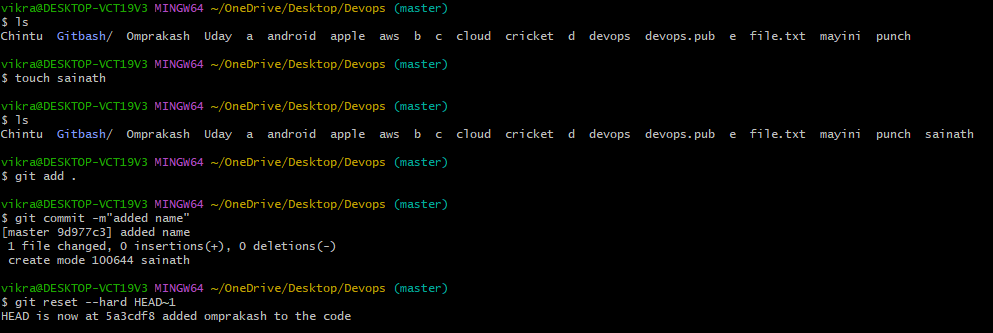 vikra@DESKTOP-VCT19V3 MINGW64 ~/OneDrive/Desktop/Devops (master)
$ ls
Chintu  Gitbash/  Omprakash  Uday  a  android  apple  aws  b  c  cloud  cricket  d  devops  devops.pub  e  file.txt  mayini  punch
vikra@DESKTOP-VCT19V3 MINGW64 ~/OneDrive/Desktop/Devops (master)
$ touch sainath
vikra@DESKTOP-VCT19V3 MINGW64 ~/OneDrive/Desktop/Devops (master)
$ ls
Chintu  Gitbash/  Omprakash  Uday  a  android  apple  aws  b  c  cloud  cricket  d  devops  devops.pub  e  file.txt  mayini  punch  sainath
vikra@DESKTOP-VCT19V3 MINGW64 ~/OneDrive/Desktop/Devops (master)
$ git add .
vikra@DESKTOP-VCT19V3 MINGW64 ~/OneDrive/Desktop/Devops (master)
$ git commit -m"added name"
[master 9d977c3] added name
 1 file changed, 0 insertions(+), 0 deletions(-)
 create mode 100644 sainath
vikra@DESKTOP-VCT19V3 MINGW64 ~/OneDrive/Desktop/Devops (master)
$ git reset --hard HEAD~1
HEAD is now at 5a3cdf8 added omprakash to the code